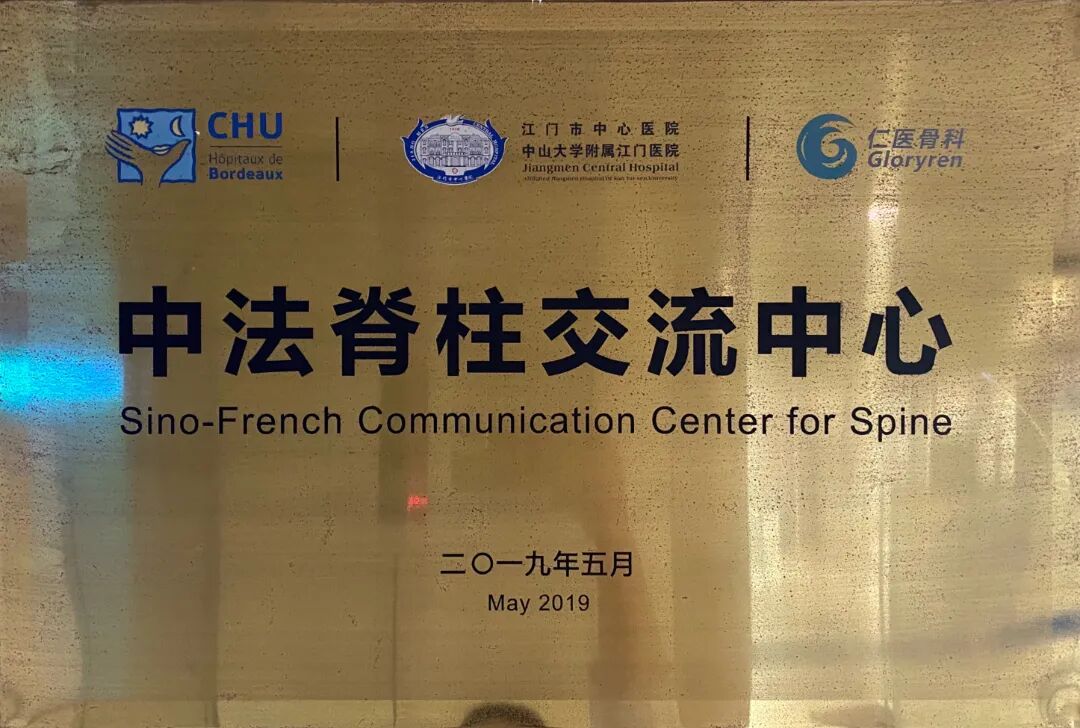 CHU
Hôpitaux de
Bordeaux
江门市中心医院
中山大学附属江门医院
Jiangmen Central Hospital
仁医骨科
Gloryren
中法脊柱交流中心
Sino-French Communication Center for Spine
二〇一九年五月
May 2019